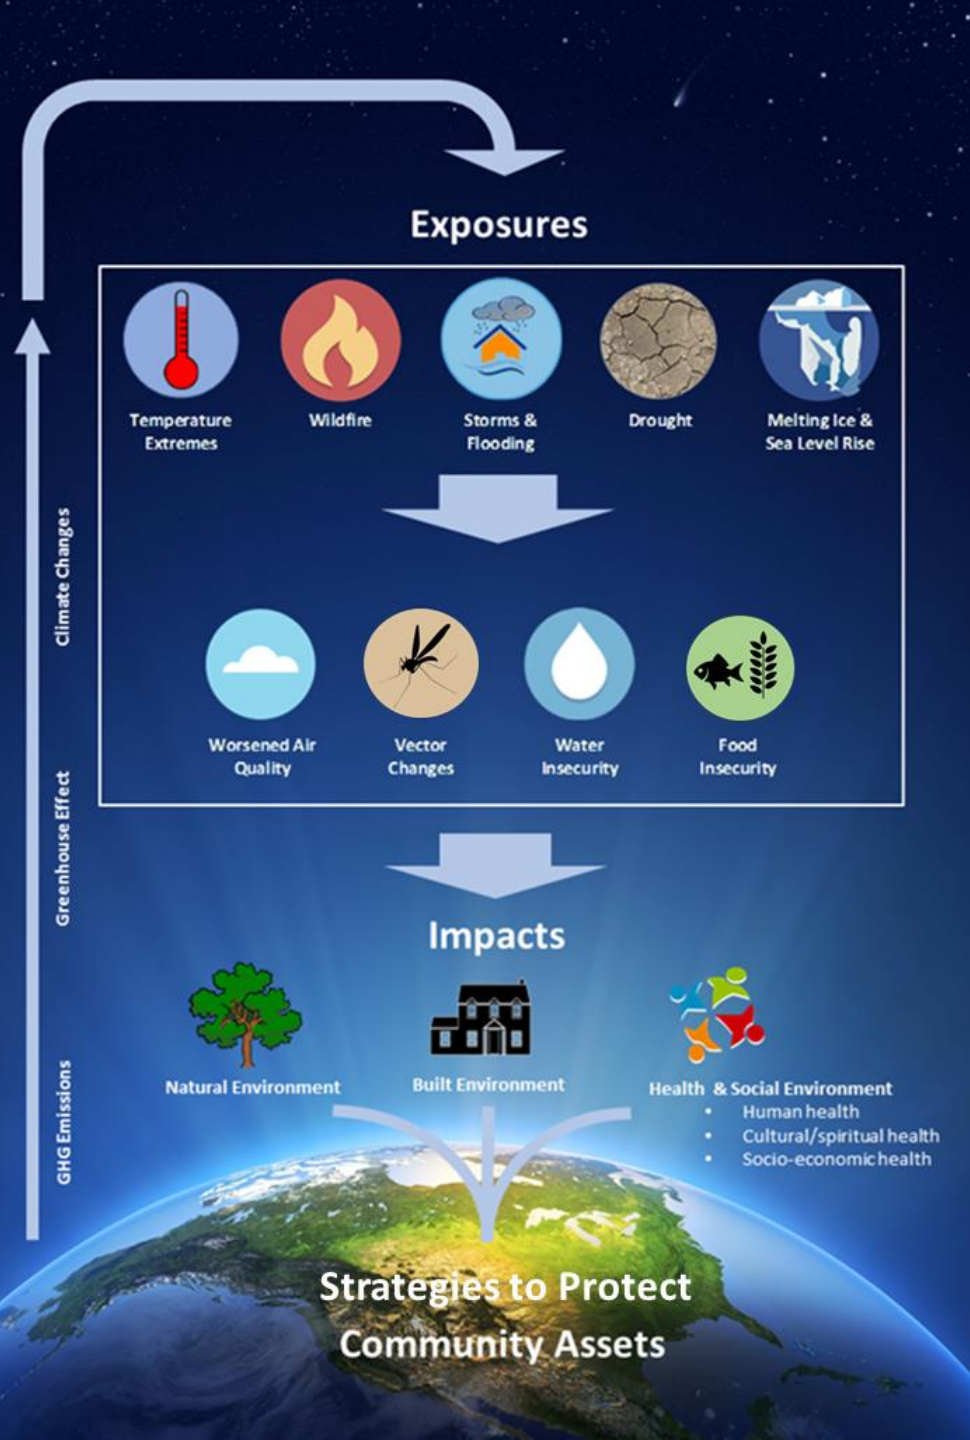 Exposures
Temperature
Extremes
Wildfire
Storms &
Flooding
Drought
Melting Ice &
Sea Level Rise
Climate Changes
Worsened Air
Quality
Vector
Changes
Water
Insecurity
Food
Insecurity
Greenhouse Effect
Impacts
Natural Environment
Built Environment
Health & Social Environment
• Human health
• Cultural/spiritual health
• Socio-economic health
GHG Emissions
Strategies to Protect
Community Assets